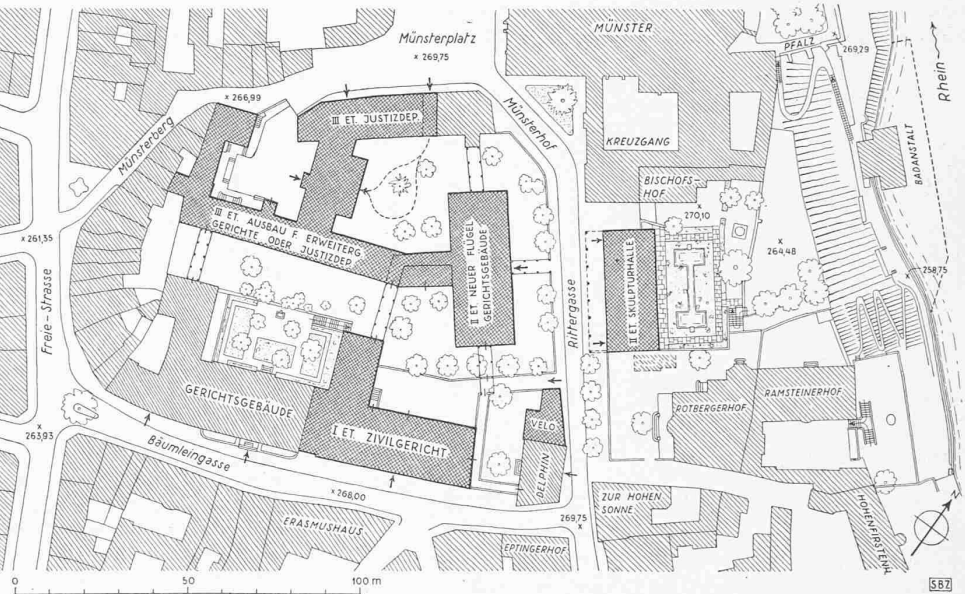 Münsterplatz
× 269,75
MÜNSTER
PFALZ
× 269,29
Rhein
× 266,99
III ET. JUSTIZDEP.
Münsterhof
KREUZGANG
BADANSTALT
Münsterberg
BISCHOFS-
HOF
× 270,10
III ET. AUSBAU F. ERWEITERG
GERICHTE ODER JUSTIZDEP.
× 261,35
× 264,48
× 258,75
II ET. NEUER FLÜGEL
GERICHTSGEBÄUDE
II ET. SKULPTURHALLE
Freie-Strasse
Rittergasse
GERICHTSGEBÄUDE
ROTBERGERHOF
RAMSTEINERHOF
× 263,93
VELO
I ET. ZIVILGERICHT
Bäumleingasse
DELPHIN
× 268,00
ZUR HOHEN
SONNE
ERASMUSHAUS
269,75 ×
HOHENFIRSTENH.
N
EPTINGERHOF
0 50 100 m
SBZ